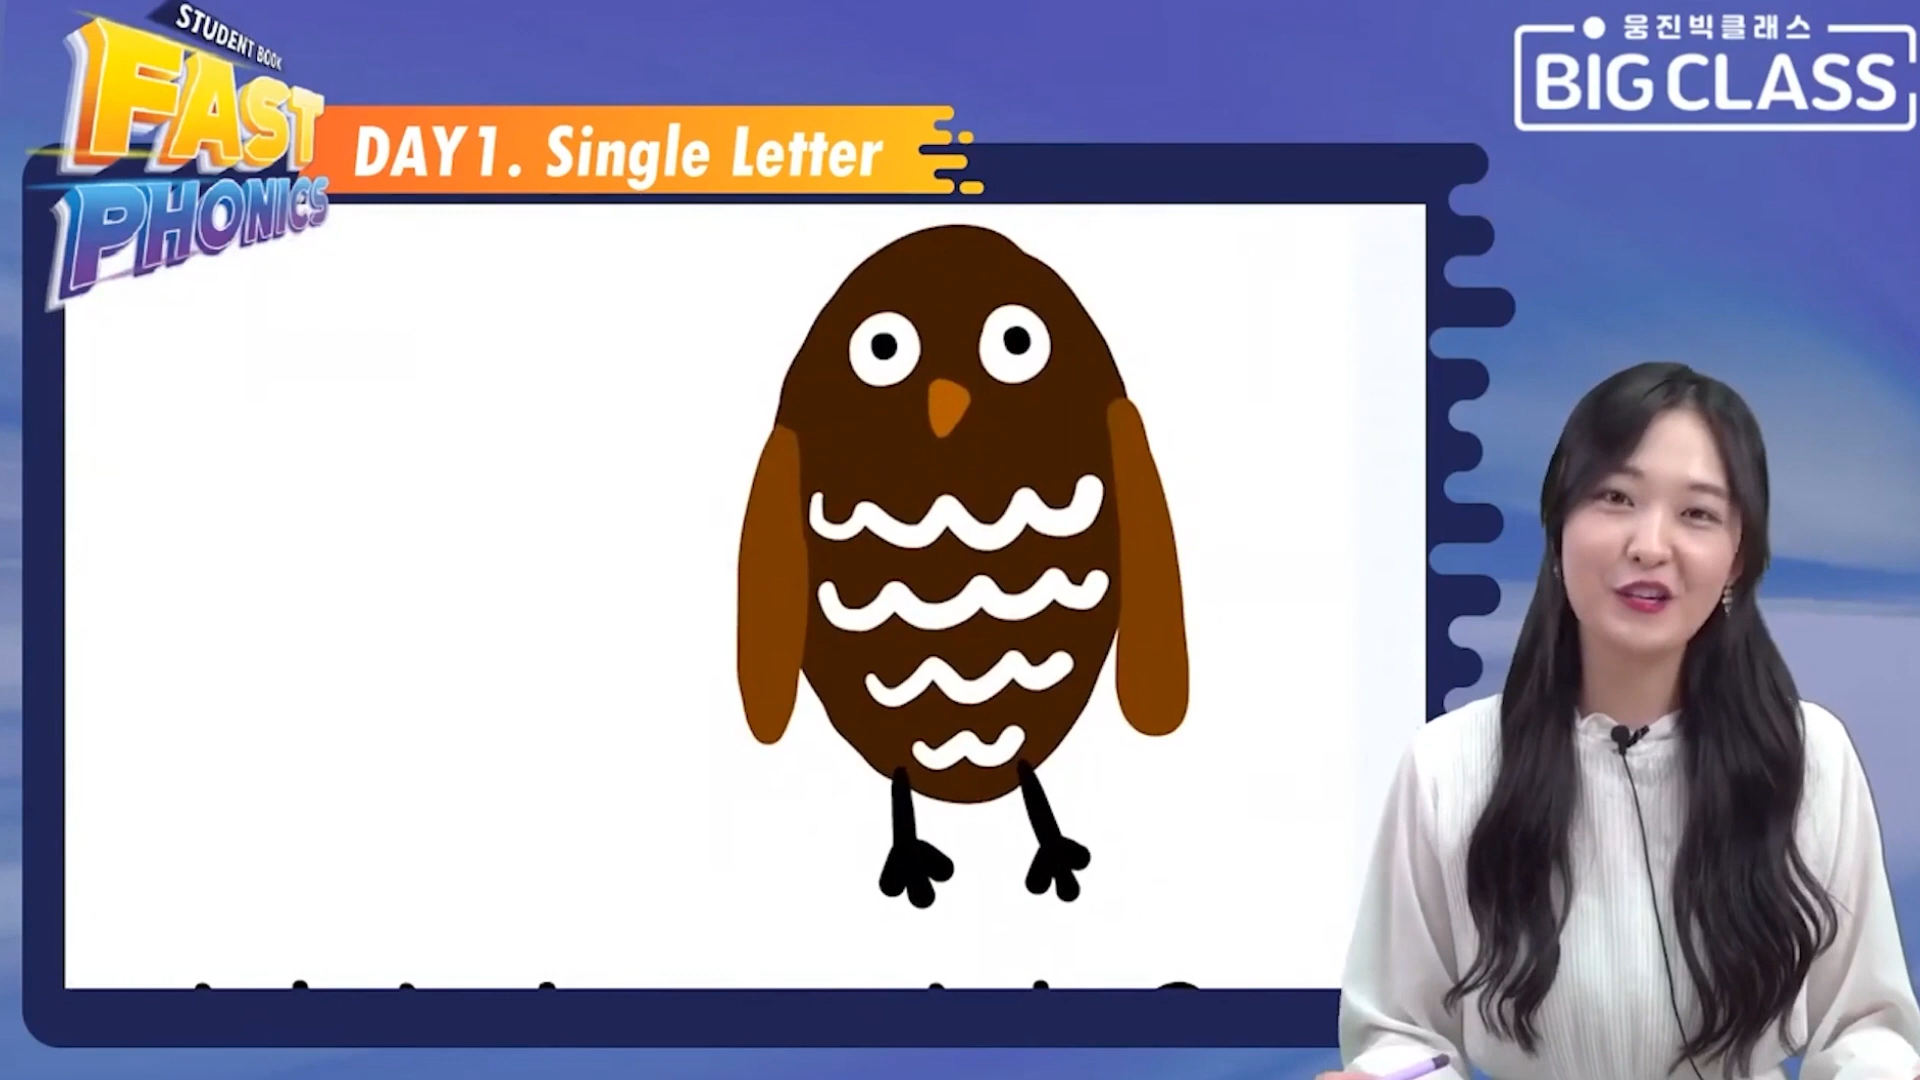 STUDENT BOOK
FAST
PHONICS
DAY1. Single Letter
웅진빅클래스
BIG CLASS